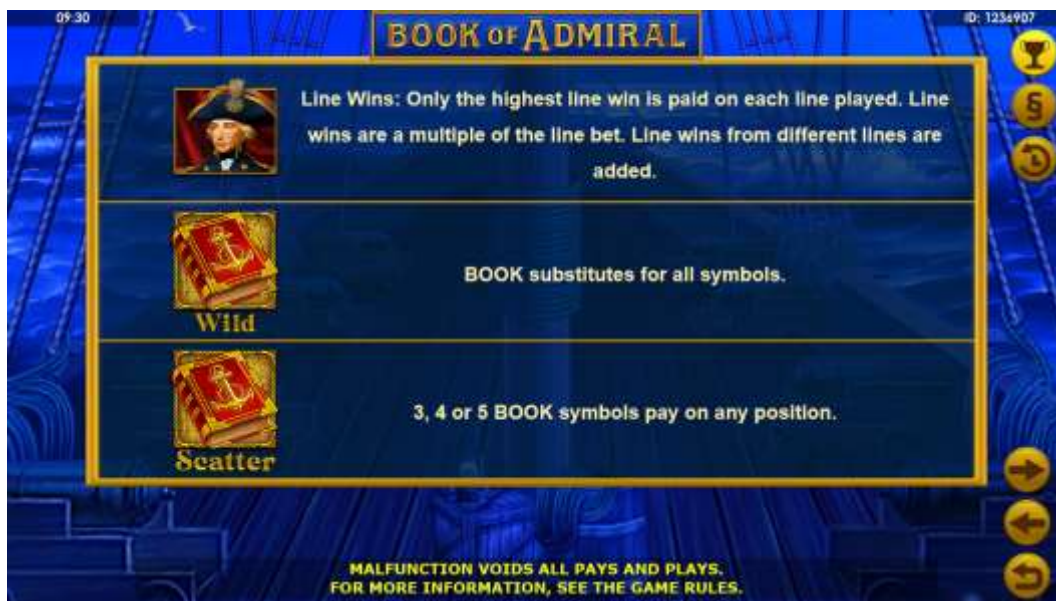 09:30
ID: 1236907
BOOK OF ADMIRAL
Line Wins: Only the highest line win is paid on each line played. Line
wins are a multiple of the line bet. Line wins from different lines are
added.
BOOK substitutes for all symbols.
Wild
3, 4 or 5 BOOK symbols pay on any position.
Scatter
MALFUNCTION VOIDS ALL PAYS AND PLAYS.
FOR MORE INFORMATION, SEE THE GAME RULES.